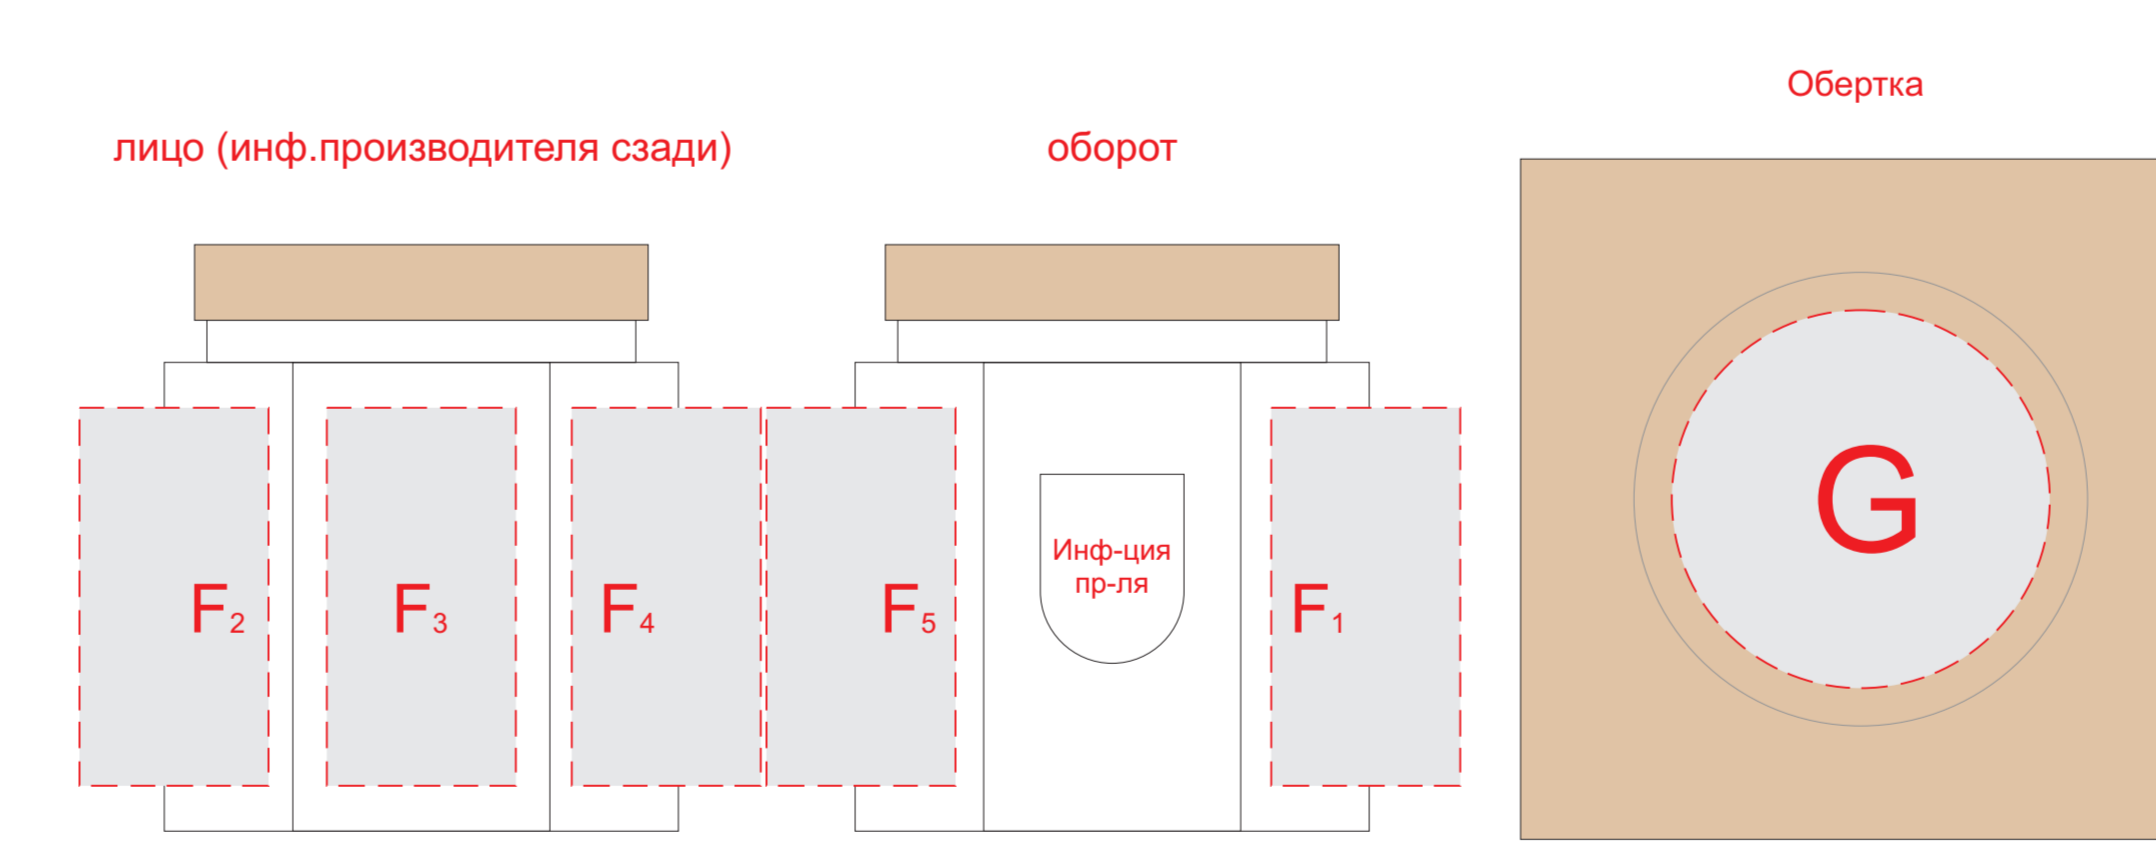 Обертка
лицо (инф.производителя сзади)
оборот
Инф-ция
пр-ля
F2
F3
F4
F5
F1
G